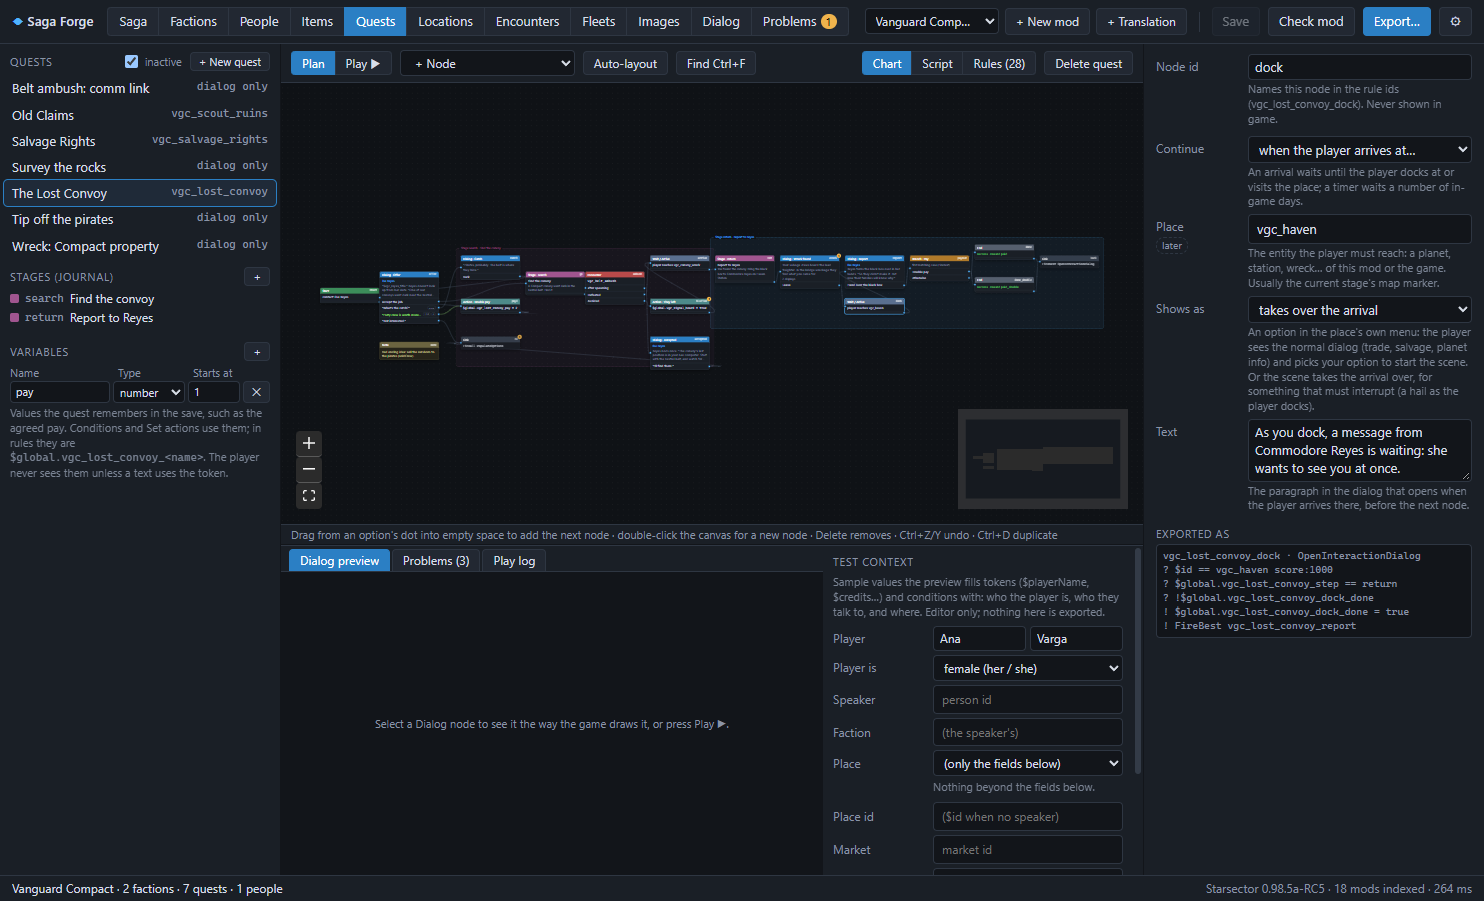 Saga Forge
Saga
Factions
People
Items
Quests
Locations
Encounters
Fleets
Images
Dialog
Problems 1
Vanguard Comp...
+ New mod
+ Translation
Save
Check mod
Export...
QUESTS
inactive
+ New quest
Belt ambush: comm link
dialog only
Old Claims
vgc_scout_ruins
Salvage Rights
vgc_salvage_rights
Survey the rocks
dialog only
The Lost Convoy
vgc_lost_convoy
Tip off the pirates
dialog only
Wreck: Compact property
dialog only
STAGES (JOURNAL)
+
search Find the convoy
return Report to Reyes
VARIABLES
+
Name
Type
Starts at
pay
number
1
Values the quest remembers in the save, such as the
agreed pay. Conditions and Set actions use them; in
rules they are
$global.vgc_lost_convoy_<name>. The player
never sees them unless a text uses the token.
Plan
Play ▶
+ Node
Auto-layout
Find Ctrl+F
Chart
Script
Rules (28)
Delete quest
Drag from an option's dot into empty space to add the next node · double-click the canvas for a new node · Delete removes · Ctrl+Z/Y undo · Ctrl+D duplicate
Dialog preview
Problems (3)
Play log
Select a Dialog node to see it the way the game draws it, or press Play ▶.
TEST CONTEXT
Sample values the preview fills tokens ($playerName,
$credits...) and conditions with: who the player is, who they
talk to, and where. Editor only; nothing here is exported.
Player
Ana
Varga
Player is
female (her / she)
Speaker
person id
Faction
(the speaker's)
Place
(only the fields below)
Nothing beyond the fields below.
Place id
($id when no speaker)
Market
market id
Node id
dock
Names this node in the rule ids
(vgc_lost_convoy_dock). Never shown in
game.
Continue
when the player arrives at...
An arrival waits until the player docks at or
visits the place; a timer waits a number of in-
game days.
Place
later
vgc_haven
The entity the player must reach: a planet,
station, wreck... of this mod or the game.
Usually the current stage's map marker.
Shows as
takes over the arrival
An option in the place's own menu: the player
sees the normal dialog (trade, salvage, planet
info) and picks your option to start the scene.
Or the scene takes the arrival over, for
something that must interrupt (a hail as the
player docks).
Text
As you dock, a message from
Commodore Reyes is waiting: she
wants to see you at once.
The paragraph in the dialog that opens when
the player arrives there, before the next node.
EXPORTED AS
vgc_lost_convoy_dock · OpenInteractionDialog
? $id == vgc_haven score:1000
? $global.vgc_lost_convoy_step == return
? !$global.vgc_lost_convoy_dock_done
! $global.vgc_lost_convoy_dock_done = true
! FireBest vgc_lost_convoy_report
Vanguard Compact · 2 factions · 7 quests · 1 people
Starsector 0.98.5a-RC5 · 18 mods indexed · 264 ms